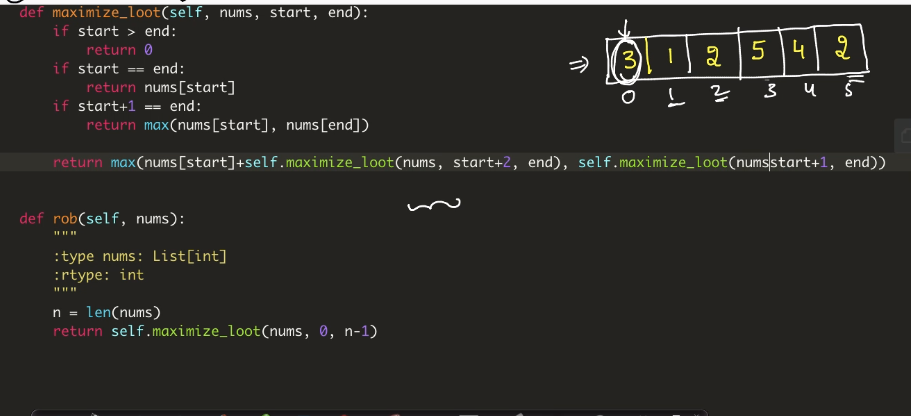 def maximize_loot(self, nums, start, end):
if start > end:
return 0
if start == end:
return nums[start]
if start+1 == end:
return max(nums[start], nums[end])
return max(nums[start]+self.maximize_loot(nums, start+2, end), self.maximize_loot(numsstart+1, end))
def rob(self, nums):
"""
:type nums: List[int]
:rtype: int
"""
n = len(nums)
return self.maximize_loot(nums, 0, n-1)
⇒ 3 1 2 5 4 2
0 1 2 3 4 5